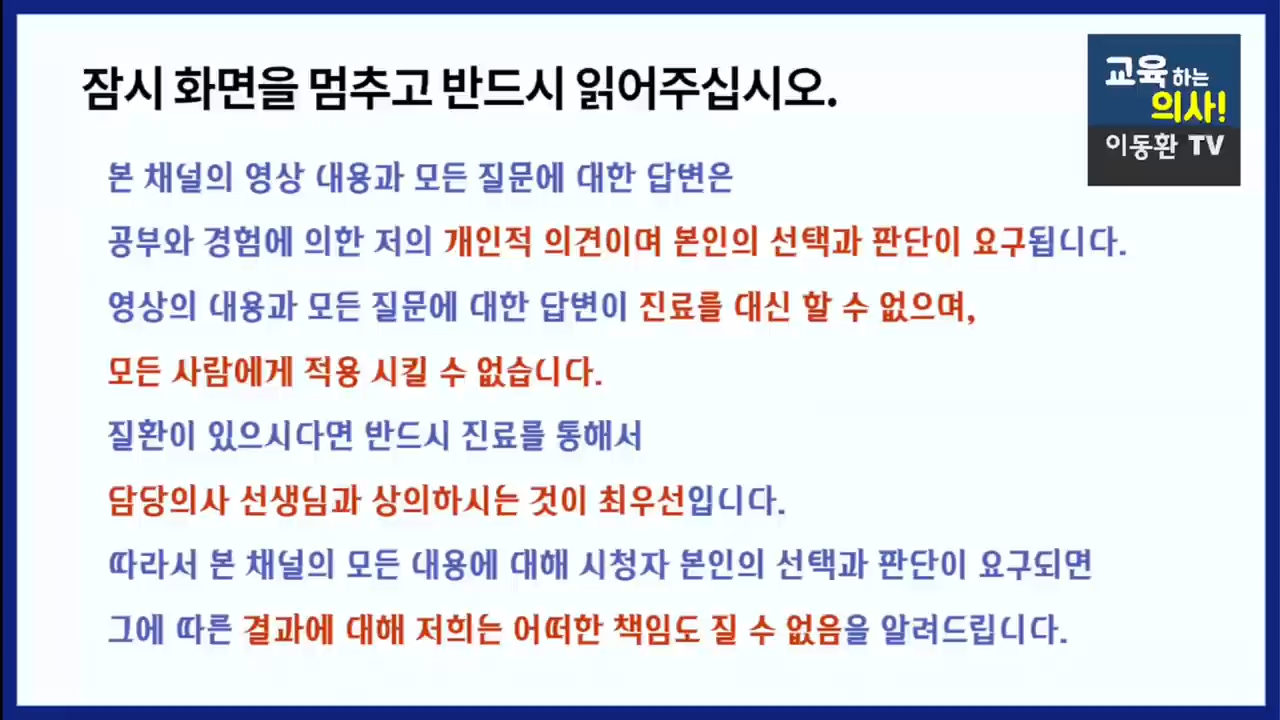 잠시 화면을 멈추고 반드시 읽어주십시오.
교육하는
의사!
이동환 TV
본 채널의 영상 내용과 모든 질문에 대한 답변은
공부와 경험에 의한 저의 개인적 의견이며 본인의 선택과 판단이 요구됩니다.
영상의 내용과 모든 질문에 대한 답변이 진료를 대신 할 수 없으며,
모든 사람에게 적용 시킬 수 없습니다.
질환이 있으시다면 반드시 진료를 통해서
담당의사 선생님과 상의하시는 것이 최우선입니다.
따라서 본 채널의 모든 내용에 대해 시청자 본인의 선택과 판단이 요구되면
그에 따른 결과에 대해 저희는 어떠한 책임도 질 수 없음을 알려드립니다.